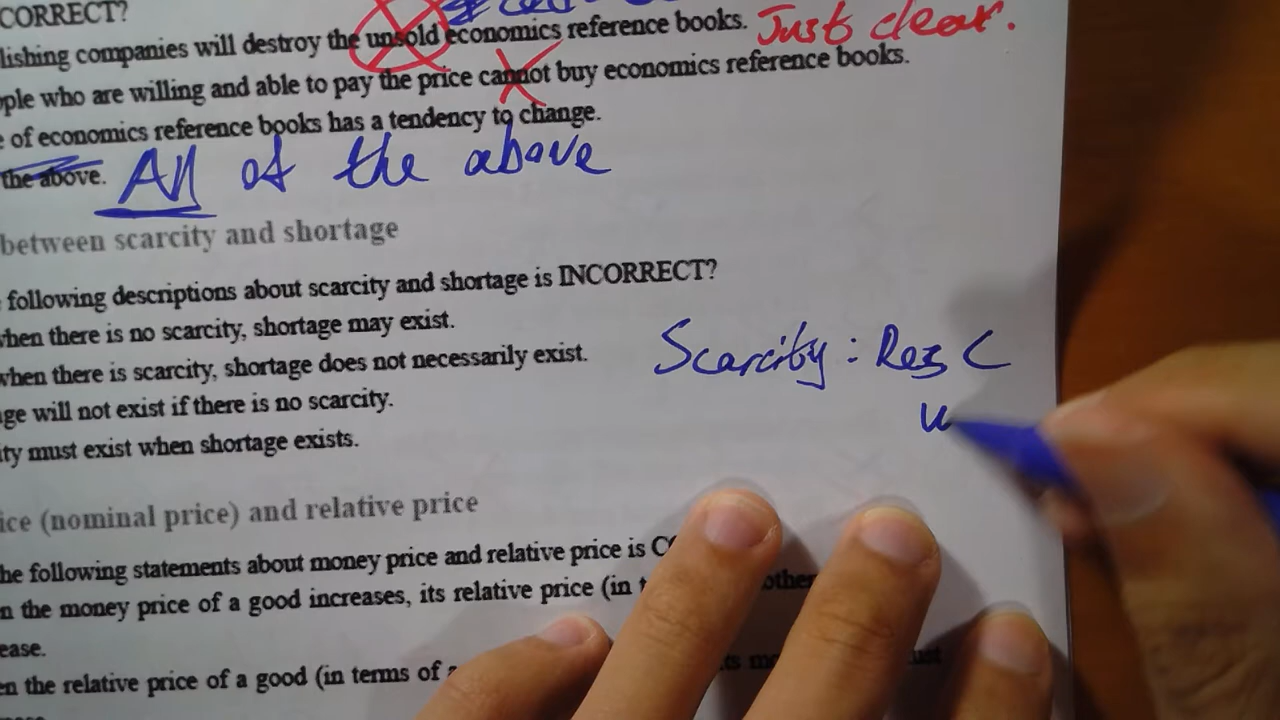 CORRECT?
lishing companies will destroy the unsold economics reference books. Just clear.
ple who are willing and able to pay the price cannot buy economics reference books.
e of economics reference books has a tendency to change.
the above. All of the above
between scarcity and shortage
following descriptions about scarcity and shortage is INCORRECT?
when there is no scarcity, shortage may exist.
when there is scarcity, shortage does not necessarily exist.
Scarcity : Res <
ge will not exist if there is no scarcity.
ity must exist when shortage exists.
ice (nominal price) and relative price
he following statements about money price and relative price is CO
n the money price of a good increases, its relative price (in other
ease.
en the relative price of a good (in terms of a